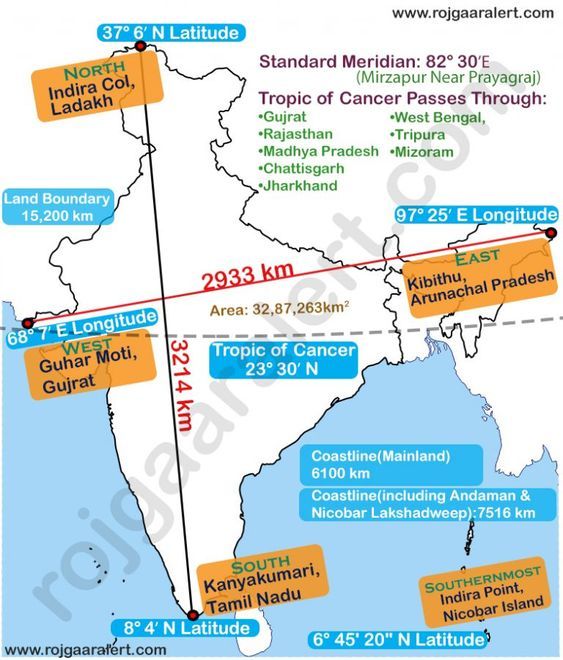 www.rojgaaralert.com
37° 6′ N Latitude
NORTH
Indira Col,
Ladakh
Standard Meridian: 82° 30′E
(Mirzapur Near Prayagraj)
Tropic of Cancer Passes Through:
•Gujrat
•Rajasthan
•Madhya Pradesh
•Chattisgarh
•Jharkhand
•West Bengal,
•Tripura
•Mizoram
Land Boundary
15,200 km
97° 25′ E Longitude
EAST
Kibithu,
Arunachal Pradesh
2933 km
Area: 32,87,263km²
68° 7′ E Longitude
WEST
Guhar Moti,
Gujrat
3214 km
Tropic of Cancer
23° 30′ N
Coastline(Mainland)
6100 km
Coastline(including Andaman &
Nicobar Lakshadweep):7516 km
SOUTH
Kanyakumari,
Tamil Nadu
SOUTHERNMOST
Indira Point,
Nicobar Island
8° 4′ N Latitude
6° 45' 20" N Latitude
www.rojgaaralert.com
rojgaaralert.com